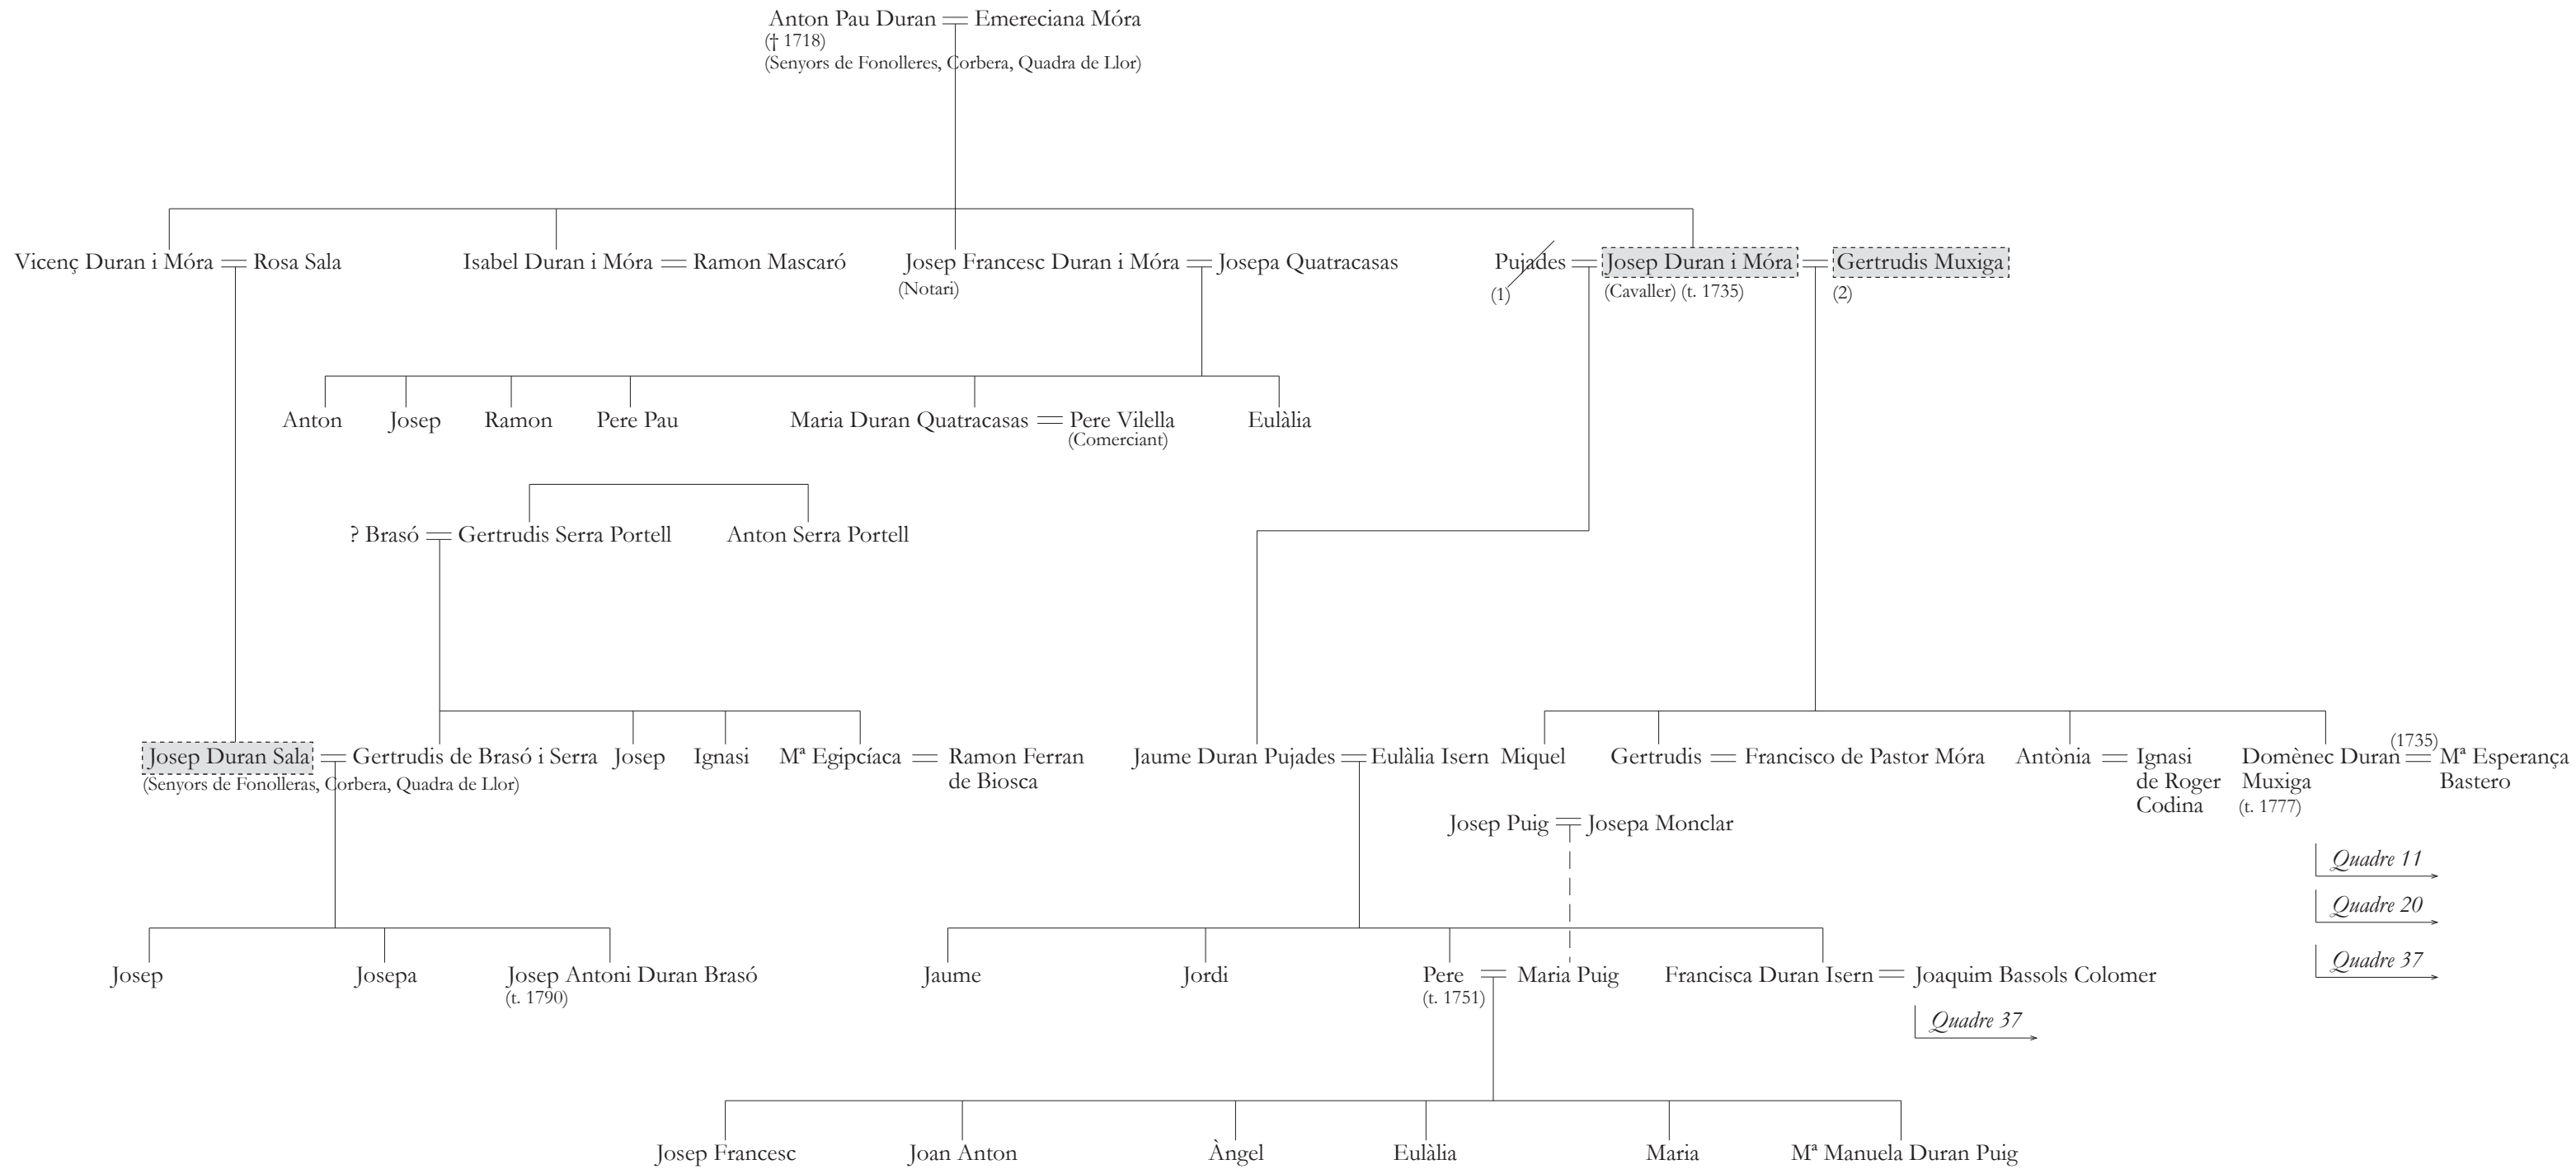 Anton Pau Duran Emereciana Móra
(† 1718)
(Senyors de Fonolleres, Corbera, Quadra de Llor)
Vicenç Duran i Móra Rosa Sala Isabel Duran i Móra Ramon Mascaró Josep Francesc Duran i Móra Josepa Quatracasas Pujades Josep Duran i Móra Gertrudis Muxiga
(Notari) (1) (Cavaller) (t. 1735) (2)
Anton Josep Ramon Pere Pau Maria Duran Quatracasas Pere Vilella Eulàlia
(Comerciant)
? Brasó Gertrudis Serra Portell Anton Serra Portell
(1735)
Josep Duran Sala Gertrudis de Brasó i Serra Josep Ignasi Mª Egipcíaca Ramon Ferran Jaume Duran Pujades Eulàlia Isern Miquel Gertrudis Francisco de Pastor Móra Antònia Ignasi Domènec Duran Mª Esperança
(Senyors de Fonolleras, Corbera, Quadra de Llor) de Biosca de Roger Muxiga Bastero
Codina (t. 1777)
Josep Puig Josepa Monclar
Quadre 11
Quadre 20
Quadre 37
Josep Josepa Josep Antoni Duran Brasó Jaume Jordi Pere Maria Puig Francisca Duran Isern Joaquim Bassols Colomer
(t. 1790) (t. 1751)
Quadre 37
Josep Francesc Joan Anton Àngel Eulàlia Maria Mª Manuela Duran Puig